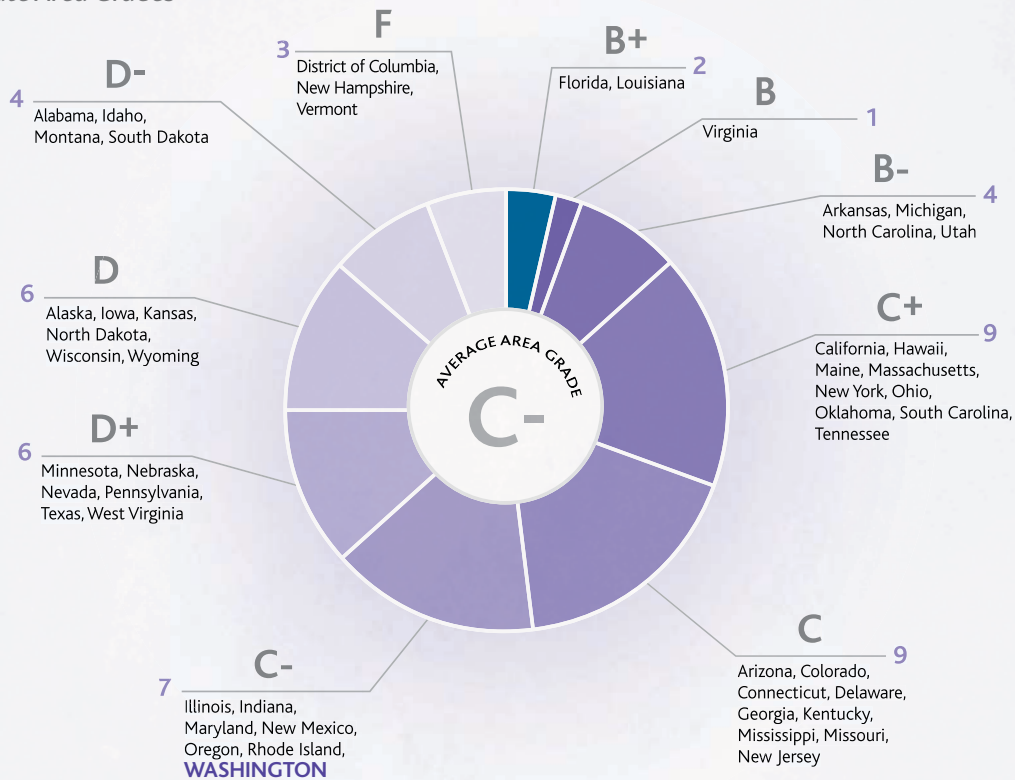 F
3
District of Columbia,
New Hampshire,
Vermont
B+
2
Florida, Louisiana
B
1
Virginia
B-
4
Arkansas, Michigan,
North Carolina, Utah
C+
9
California, Hawaii,
Maine, Massachusetts,
New York, Ohio,
Oklahoma, South Carolina,
Tennessee
C
9
Arizona, Colorado,
Connecticut, Delaware,
Georgia, Kentucky,
Mississippi, Missouri,
New Jersey
C-
7
Illinois, Indiana,
Maryland, New Mexico,
Oregon, Rhode Island,
WASHINGTON
D+
6
Minnesota, Nebraska,
Nevada, Pennsylvania,
Texas, West Virginia
D
6
Alaska, Iowa, Kansas,
North Dakota,
Wisconsin, Wyoming
D-
4
Alabama, Idaho,
Montana, South Dakota
AVERAGE AREA GRADE
C-